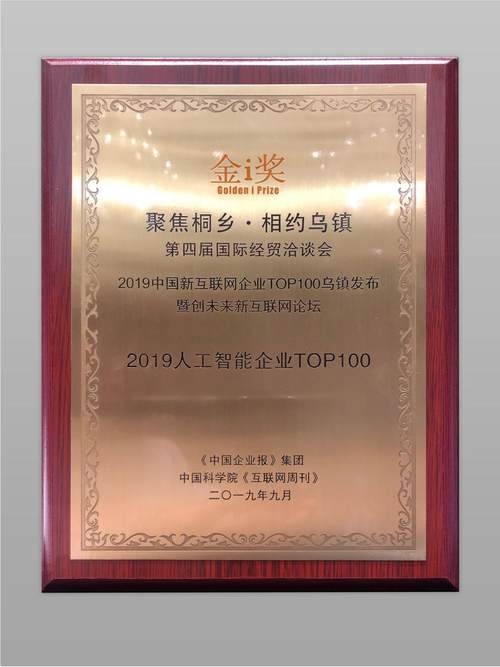 金i奖
Golden i Prize
聚焦桐乡·相约乌镇
第四届国际经贸洽谈会
2019中国新互联网企业TOP100乌镇发布
暨创未来新互联网论坛
2019人工智能企业TOP100
《中国企业报》集团
中国科学院《互联网周刊》
二〇一九年九月